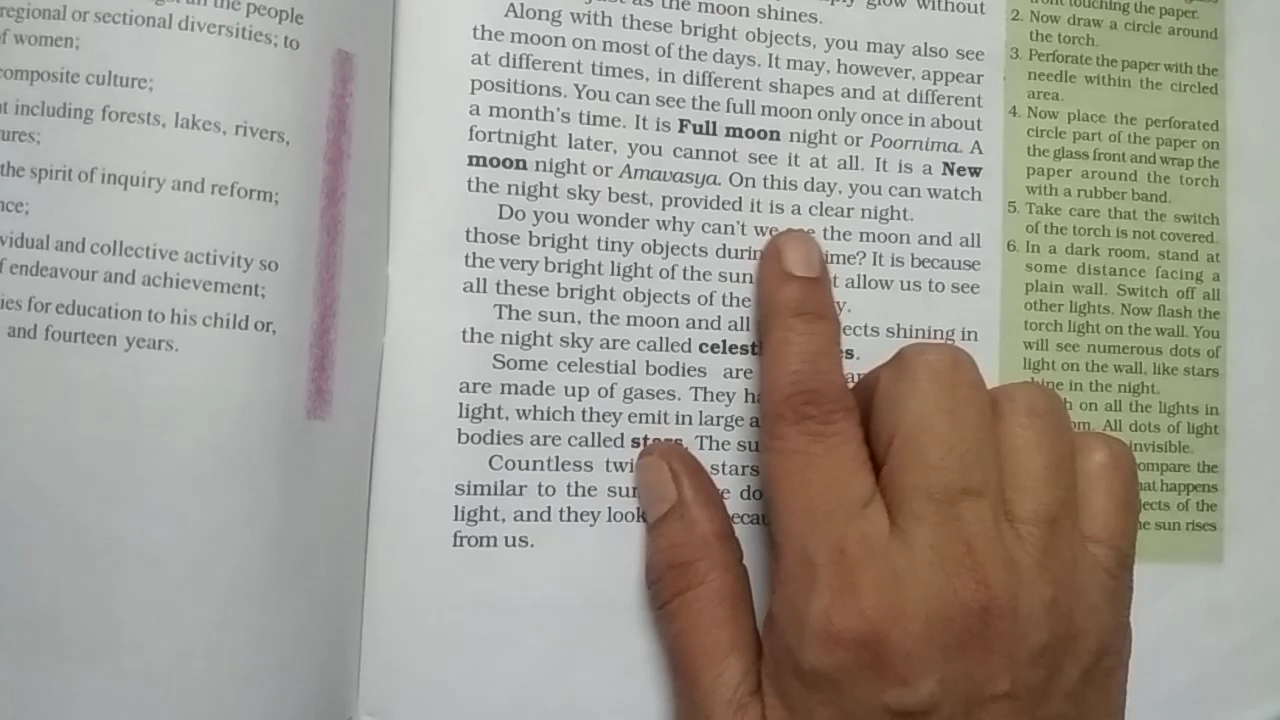 the people
regional or sectional diversities; to
f women;
composite culture;
t including forests, lakes, rivers,
ures;
the spirit of inquiry and reform;
nce;
vidual and collective activity so
f endeavour and achievement;
ies for education to his child or,
and fourteen years.
glow without
as the moon shines.
Along with these bright objects, you may also see
the moon on most of the days. It may, however, appear
at different times, in different shapes and at different
positions. You can see the full moon only once in about
a month's time. It is Full moon night or Poornima. A
fortnight later, you cannot see it at all. It is a New
moon night or Amavasya. On this day, you can watch
the night sky best, provided it is a clear night.
Do you wonder why can't we the moon and all
those bright tiny objects durin ime? It is because
the very bright light of the sun t allow us to see
all these bright objects of the y.
The sun, the moon and all ects shining in
the night sky are called celest s.
Some celestial bodies are
are made up of gases. They ha
light, which they emit in large a
bodies are called stars. The su
Countless twi stars
similar to the sun. e do
light, and they look ecau
from us.
front touching the paper.
2. Now draw a circle around
the torch.
3. Perforate the paper with the
needle within the circled
area.
4. Now place the perforated
circle part of the paper on
the glass front and wrap the
paper around the torch
with a rubber band.
5. Take care that the switch
of the torch is not covered.
6. In a dark room, stand at
some distance facing a
plain wall. Switch off all
other lights. Now flash the
torch light on the wall. You
will see numerous dots of
light on the wall, like stars
shine in the night.
h on all the lights in
om. All dots of light
invisible.
ompare the
hat happens
jects of the
e sun rises